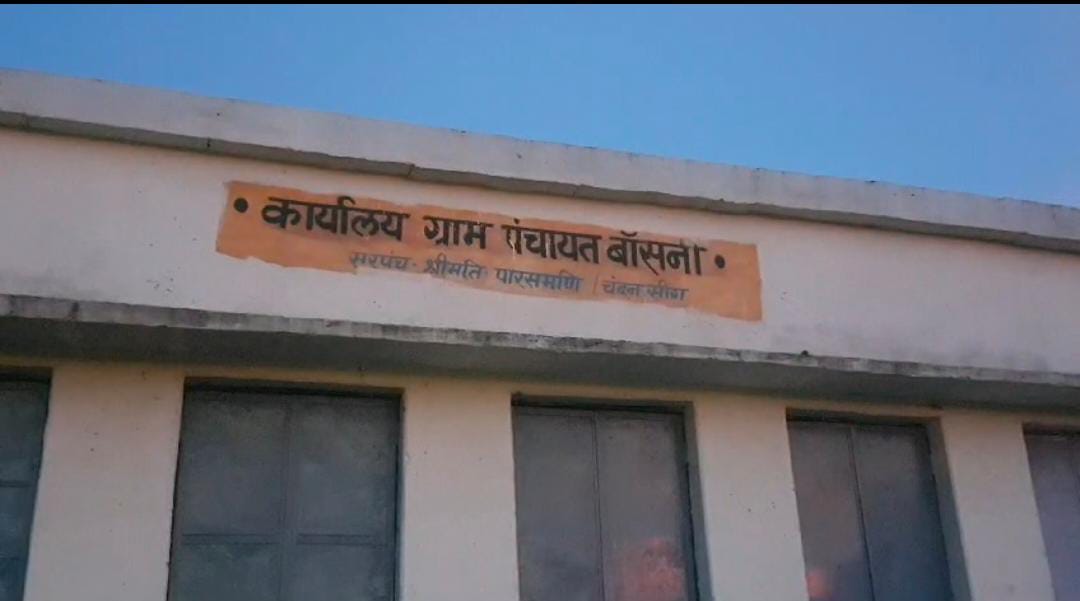 • कार्यालय ग्राम पंचायत बॉसनी •
सरपंच - श्रीमति पारसमणि / चंदन सींग